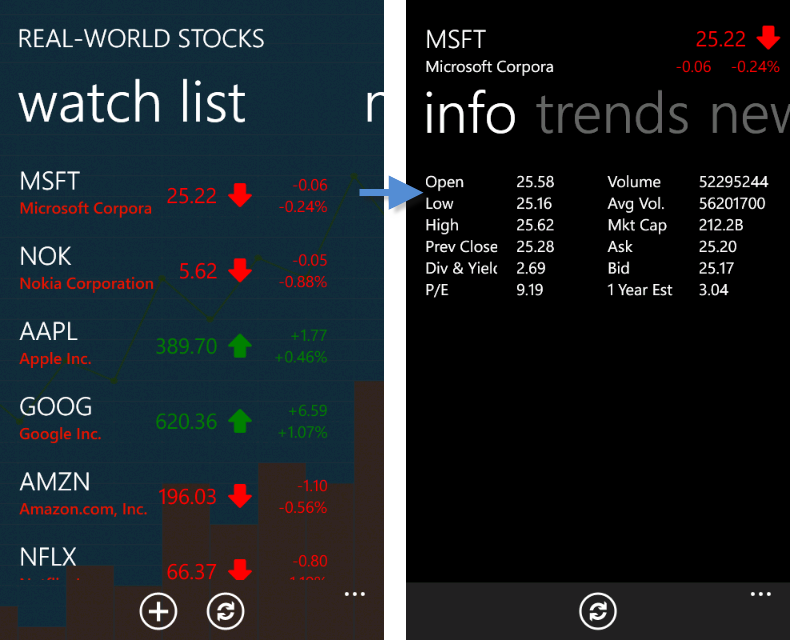 REAL-WORLD STOCKS
watch list
MSFT
Microsoft Corpora
25.22
-0.06
-0.24%
NOK
Nokia Corporation
5.62
-0.05
-0.88%
AAPL
Apple Inc.
389.70
+1.77
+0.46%
GOOG
Google Inc.
620.36
+6.59
+1.07%
AMZN
Amazon.com, Inc.
196.03
-1.10
-0.56%
NFLX
66.37
-0.80
MSFT
Microsoft Corpora
25.22
-0.06 -0.24%
info trends new
Open 25.58 Volume 52295244
Low 25.16 Avg Vol. 56201700
High 25.62 Mkt Cap 212.2B
Prev Close 25.28 Ask 25.20
Div & Yield 2.69 Bid 25.17
P/E 9.19 1 Year Est 3.04